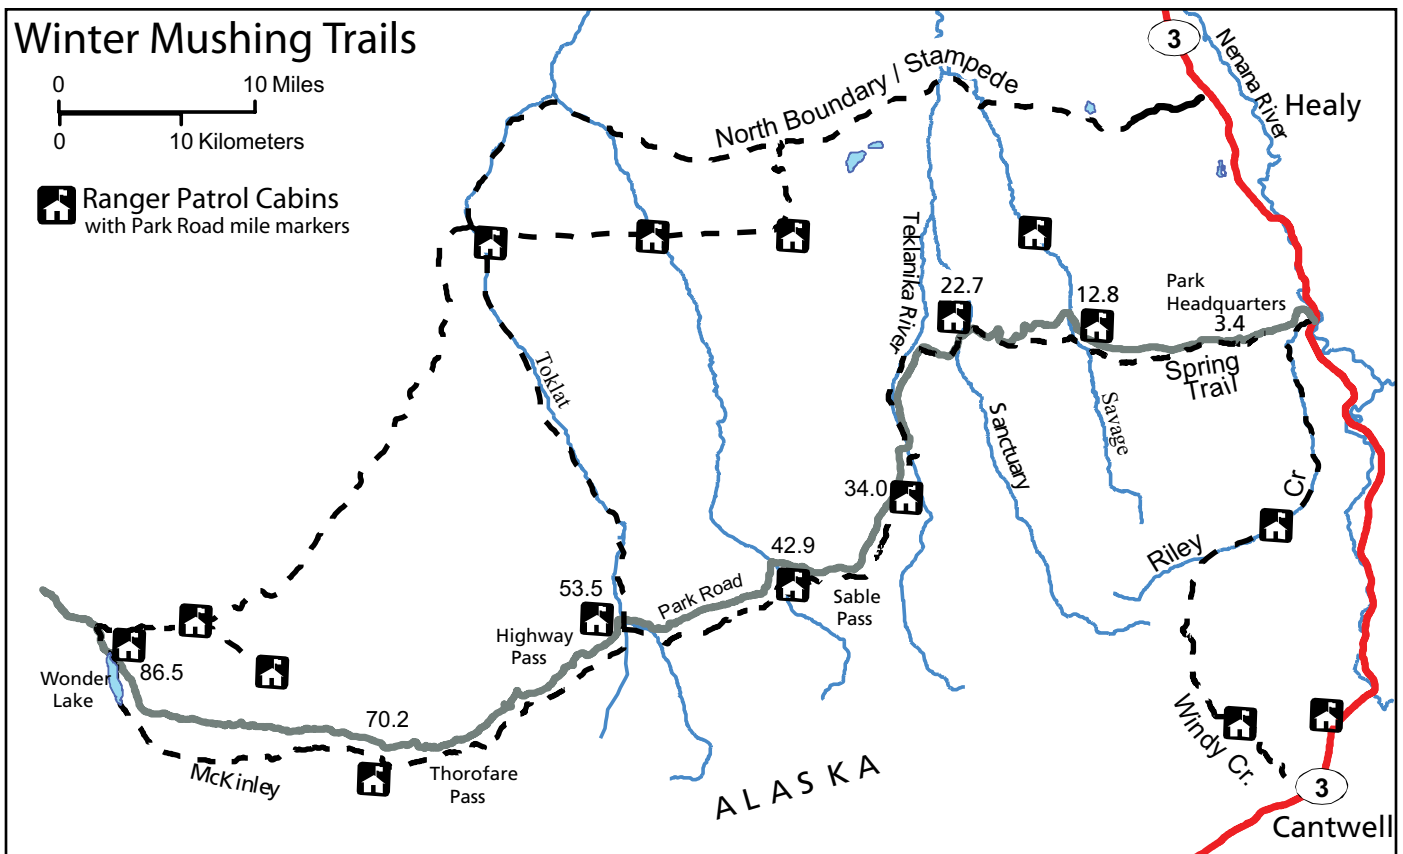 Winter Mushing Trails
0
10 Miles
0
10 Kilometers
Ranger Patrol Cabins
with Park Road mile markers
North Boundary / Stampede
3
Nenana River
Healy
Teklanika River
22.7
12.8
Park
Headquarters
3.4
Spring
Trail
Toklat
Sanctuary
Savage
34.0
Cr
Riley
42.9
53.5
Park Road
Sable
Pass
Highway
Pass
Wonder
Lake
86.5
70.2
McKinley
Thorofare
Pass
Windy Cr.
ALASKA
3
Cantwell